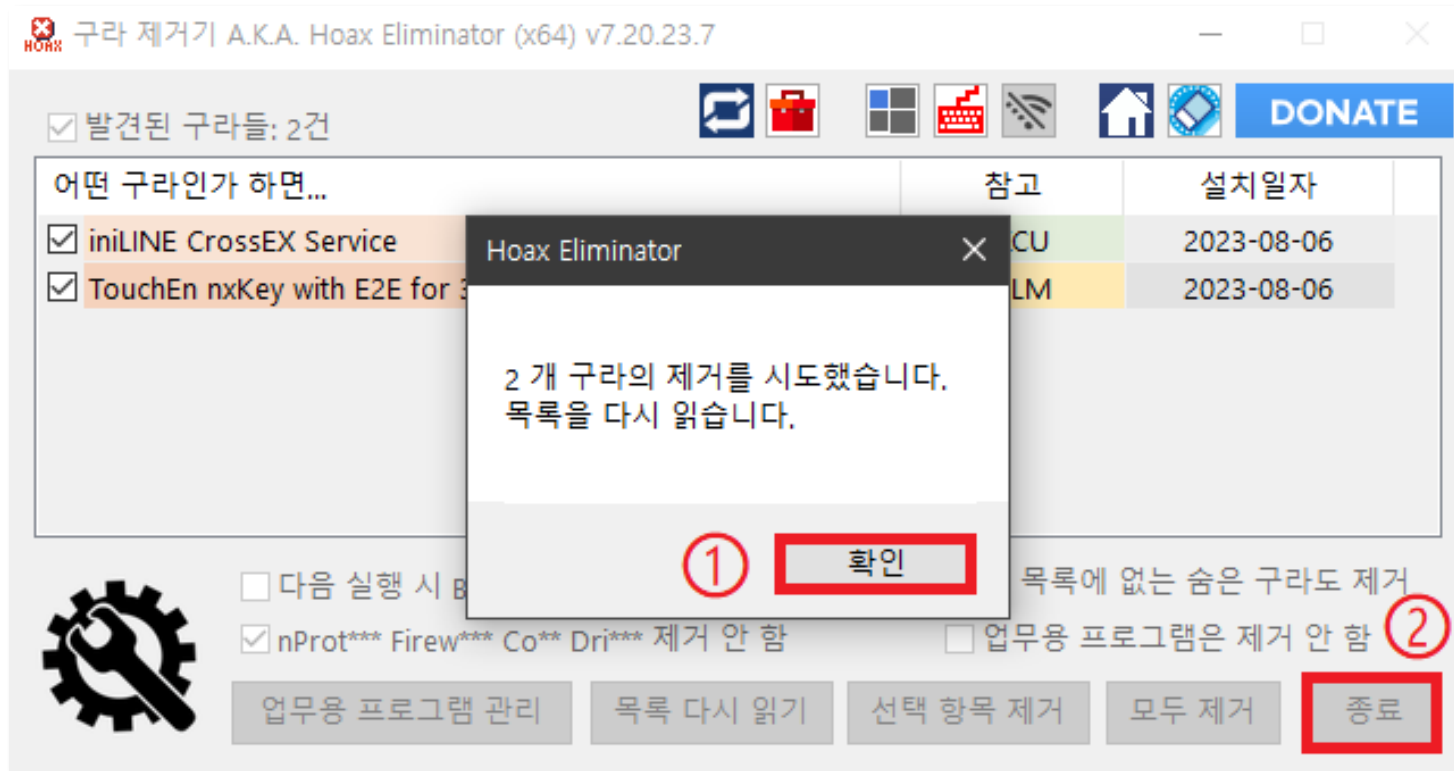 HOAX
구라 제거기 A.K.A. Hoax Eliminator (x64) v7.20.23.7
발견된 구라들: 2건
DONATE
어떤 구라인가 하면... 참고 설치일자
iniLINE CrossEX Service CU 2023-08-06
TouchEn nxKey with E2E for LM 2023-08-06
Hoax Eliminator
2 개 구라의 제거를 시도했습니다.
목록을 다시 읽습니다.
① 확인
다음 실행 시 목록에 없는 숨은 구라도 제거
nProt*** Firew*** Co** Dri*** 제거 안 함 업무용 프로그램은 제거 안 함 ②
업무용 프로그램 관리 목록 다시 읽기 선택 항목 제거 모두 제거 종료